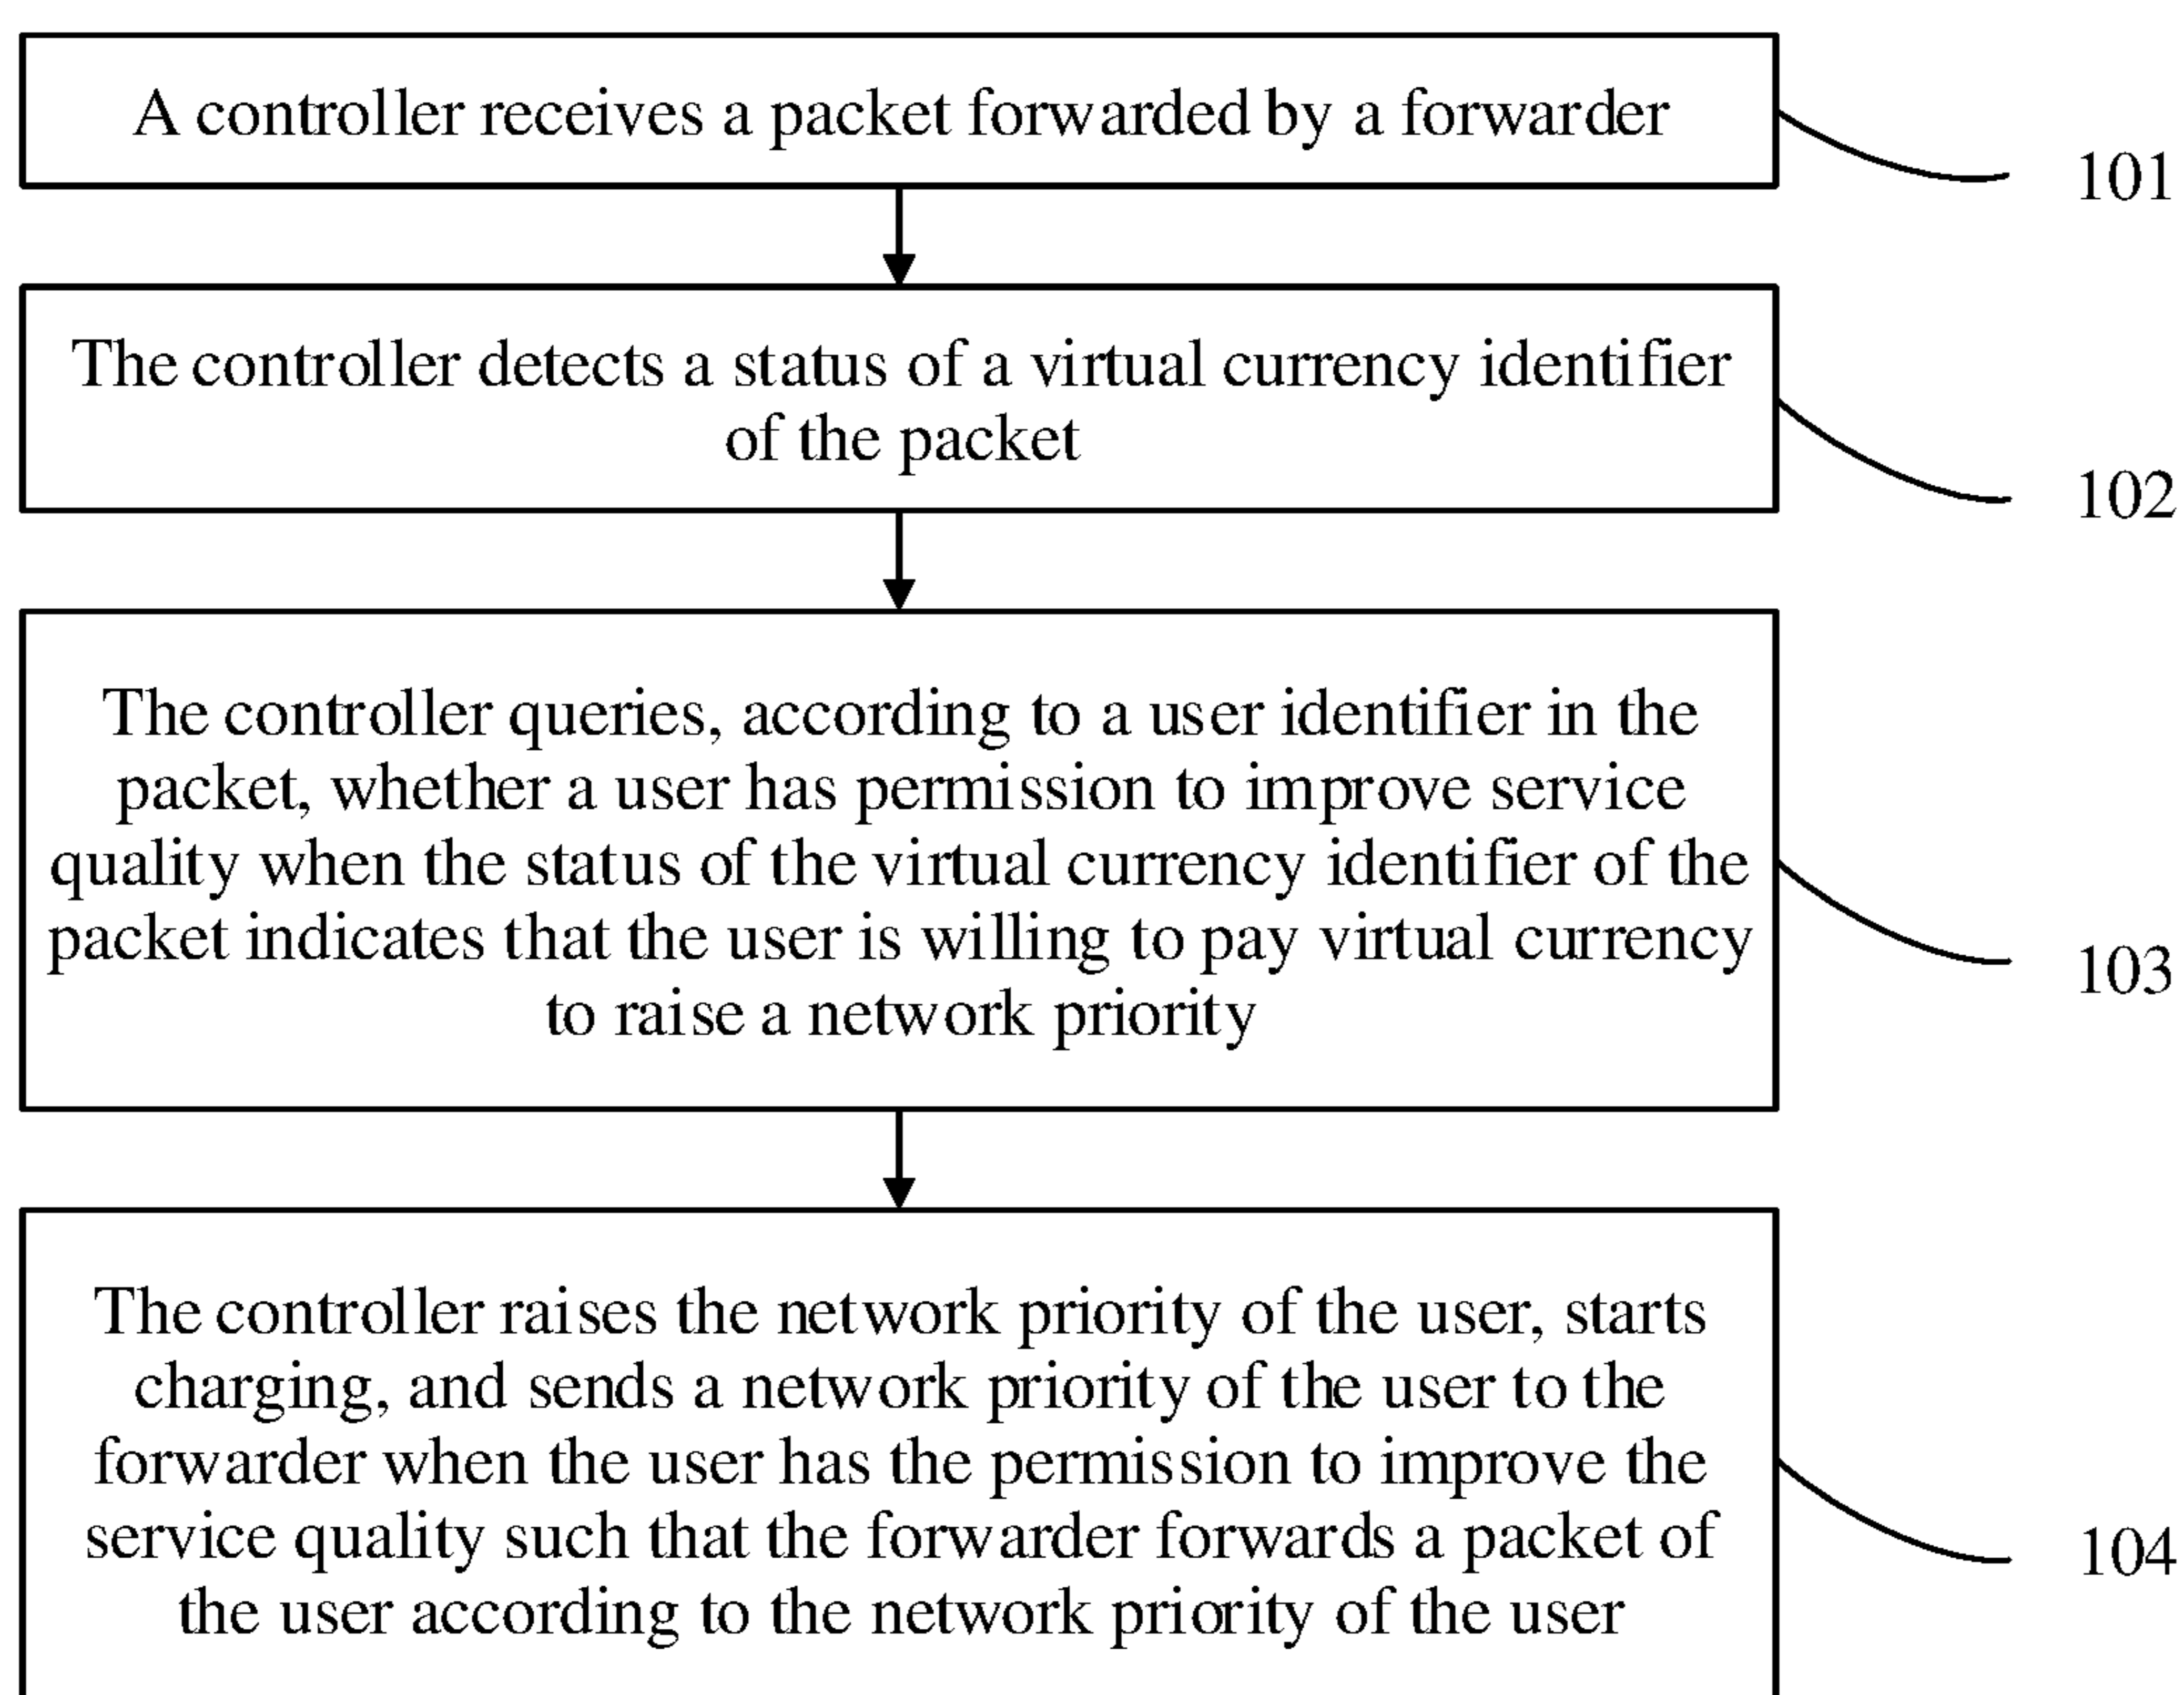 A controller receives a packet forwarded by a forwarder
101
The controller detects a status of a virtual currency identifier
of the packet
102
The controller queries, according to a user identifier in the
packet, whether a user has permission to improve service
quality when the status of the virtual currency identifier of the
packet indicates that the user is willing to pay virtual currency
to raise a network priority
103
The controller raises the network priority of the user, starts
charging, and sends a network priority of the user to the
forwarder when the user has the permission to improve the
service quality such that the forwarder forwards a packet of
the user according to the network priority of the user
104